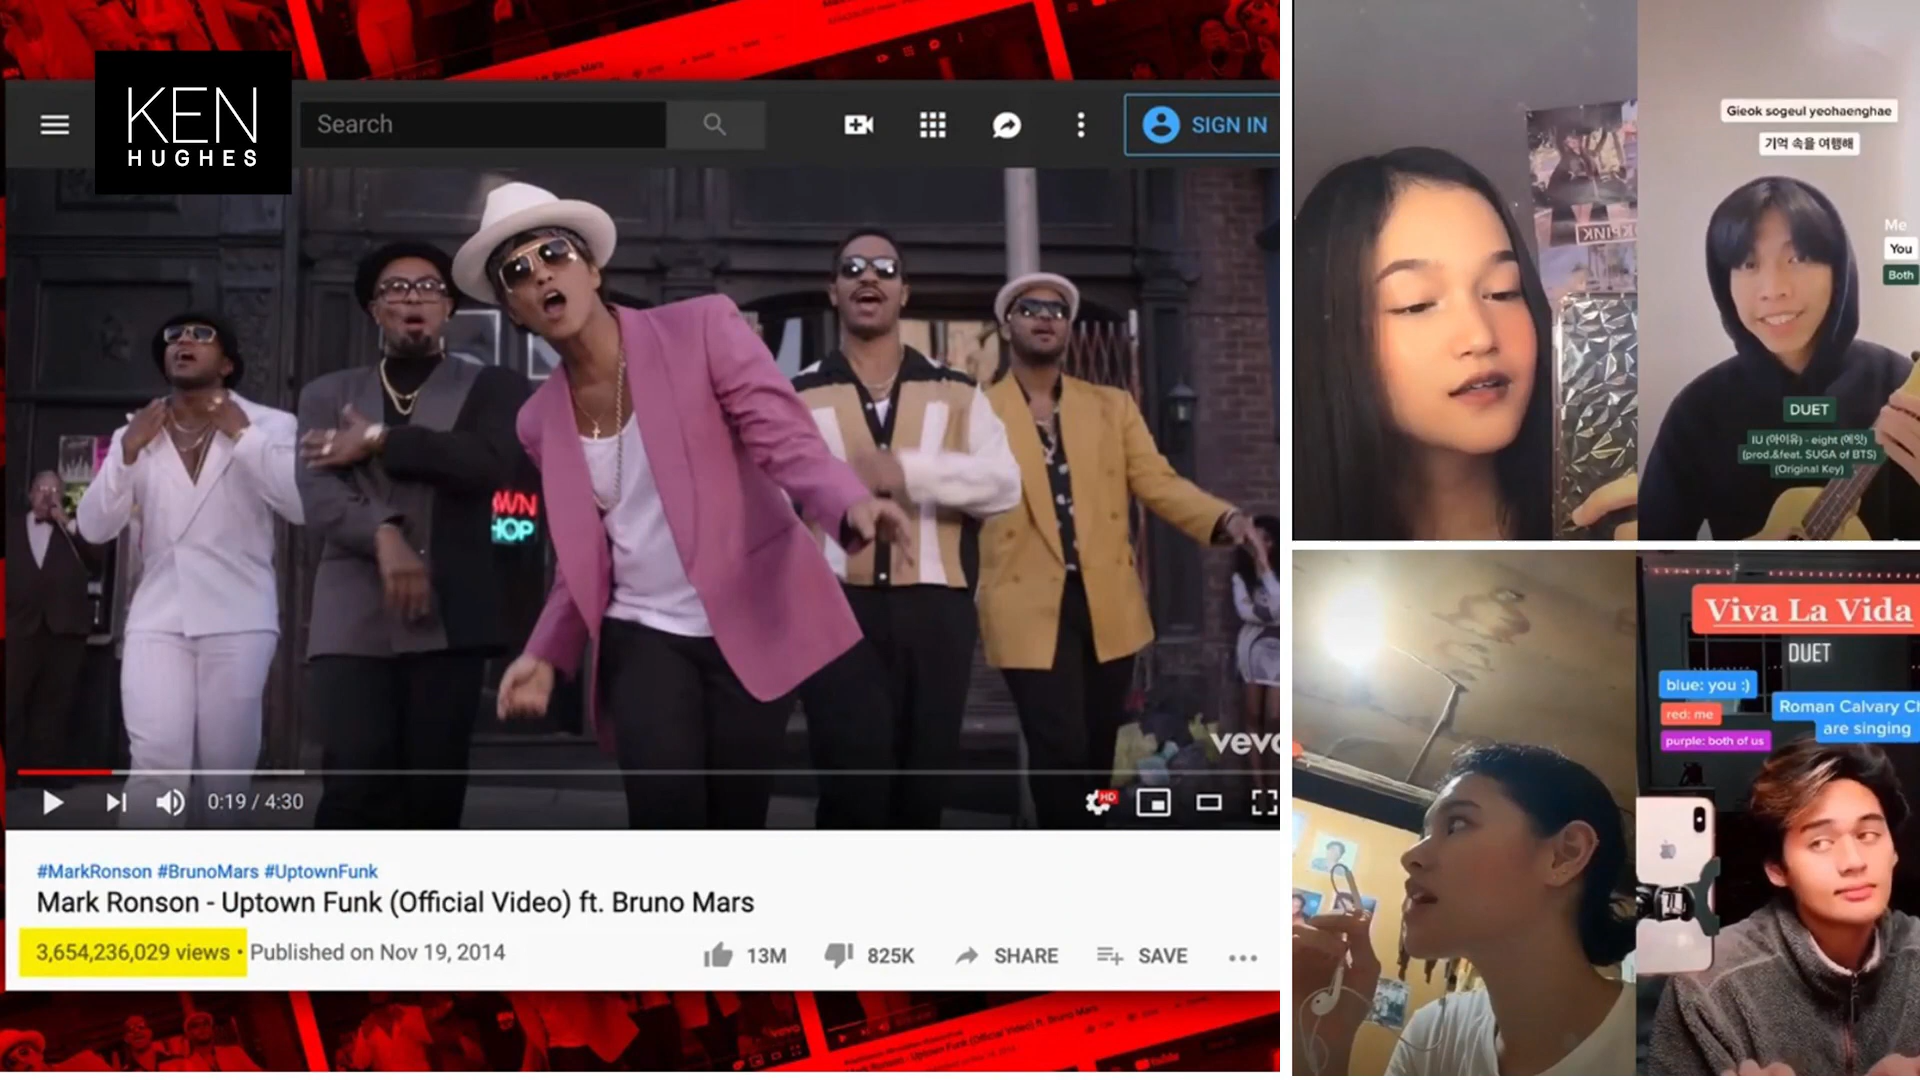 KEN
HUGHES
Search
SIGN IN
WN
HOP
vevo
0:19 / 4:30
HD
#MarkRonson #BrunoMars #UptownFunk
Mark Ronson - Uptown Funk (Official Video) ft. Bruno Mars
3,654,236,029 views • Published on Nov 19, 2014
13M
825K
SHARE
SAVE
Gieok sogeul yeohaenghae
기억 속을 여행해
Me
You
Both
DUET
IU (아이유) - eight (에잇)
(prod.&feat. SUGA of BTS)
(Original Key)
Viva La Vida
DUET
blue: you :)
red: me
purple: both of us
Roman Calvary Ch
are singing